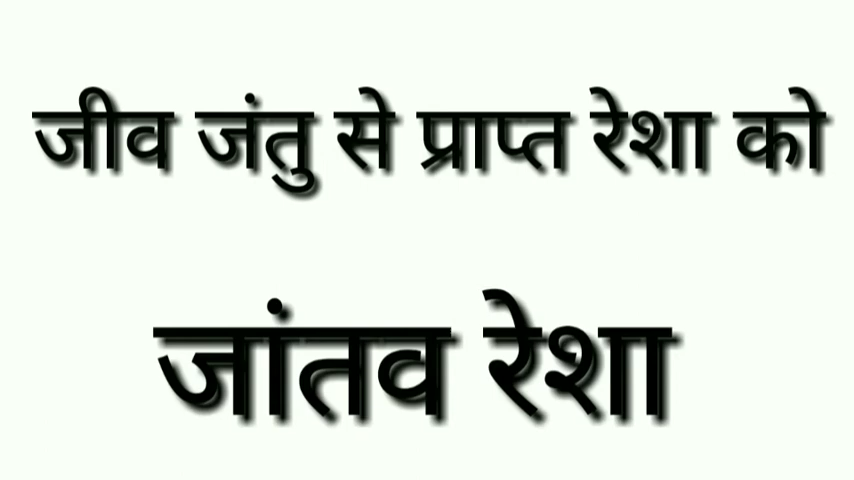 जीव जंतु से प्राप्त रेशा को
जांतव रेशा